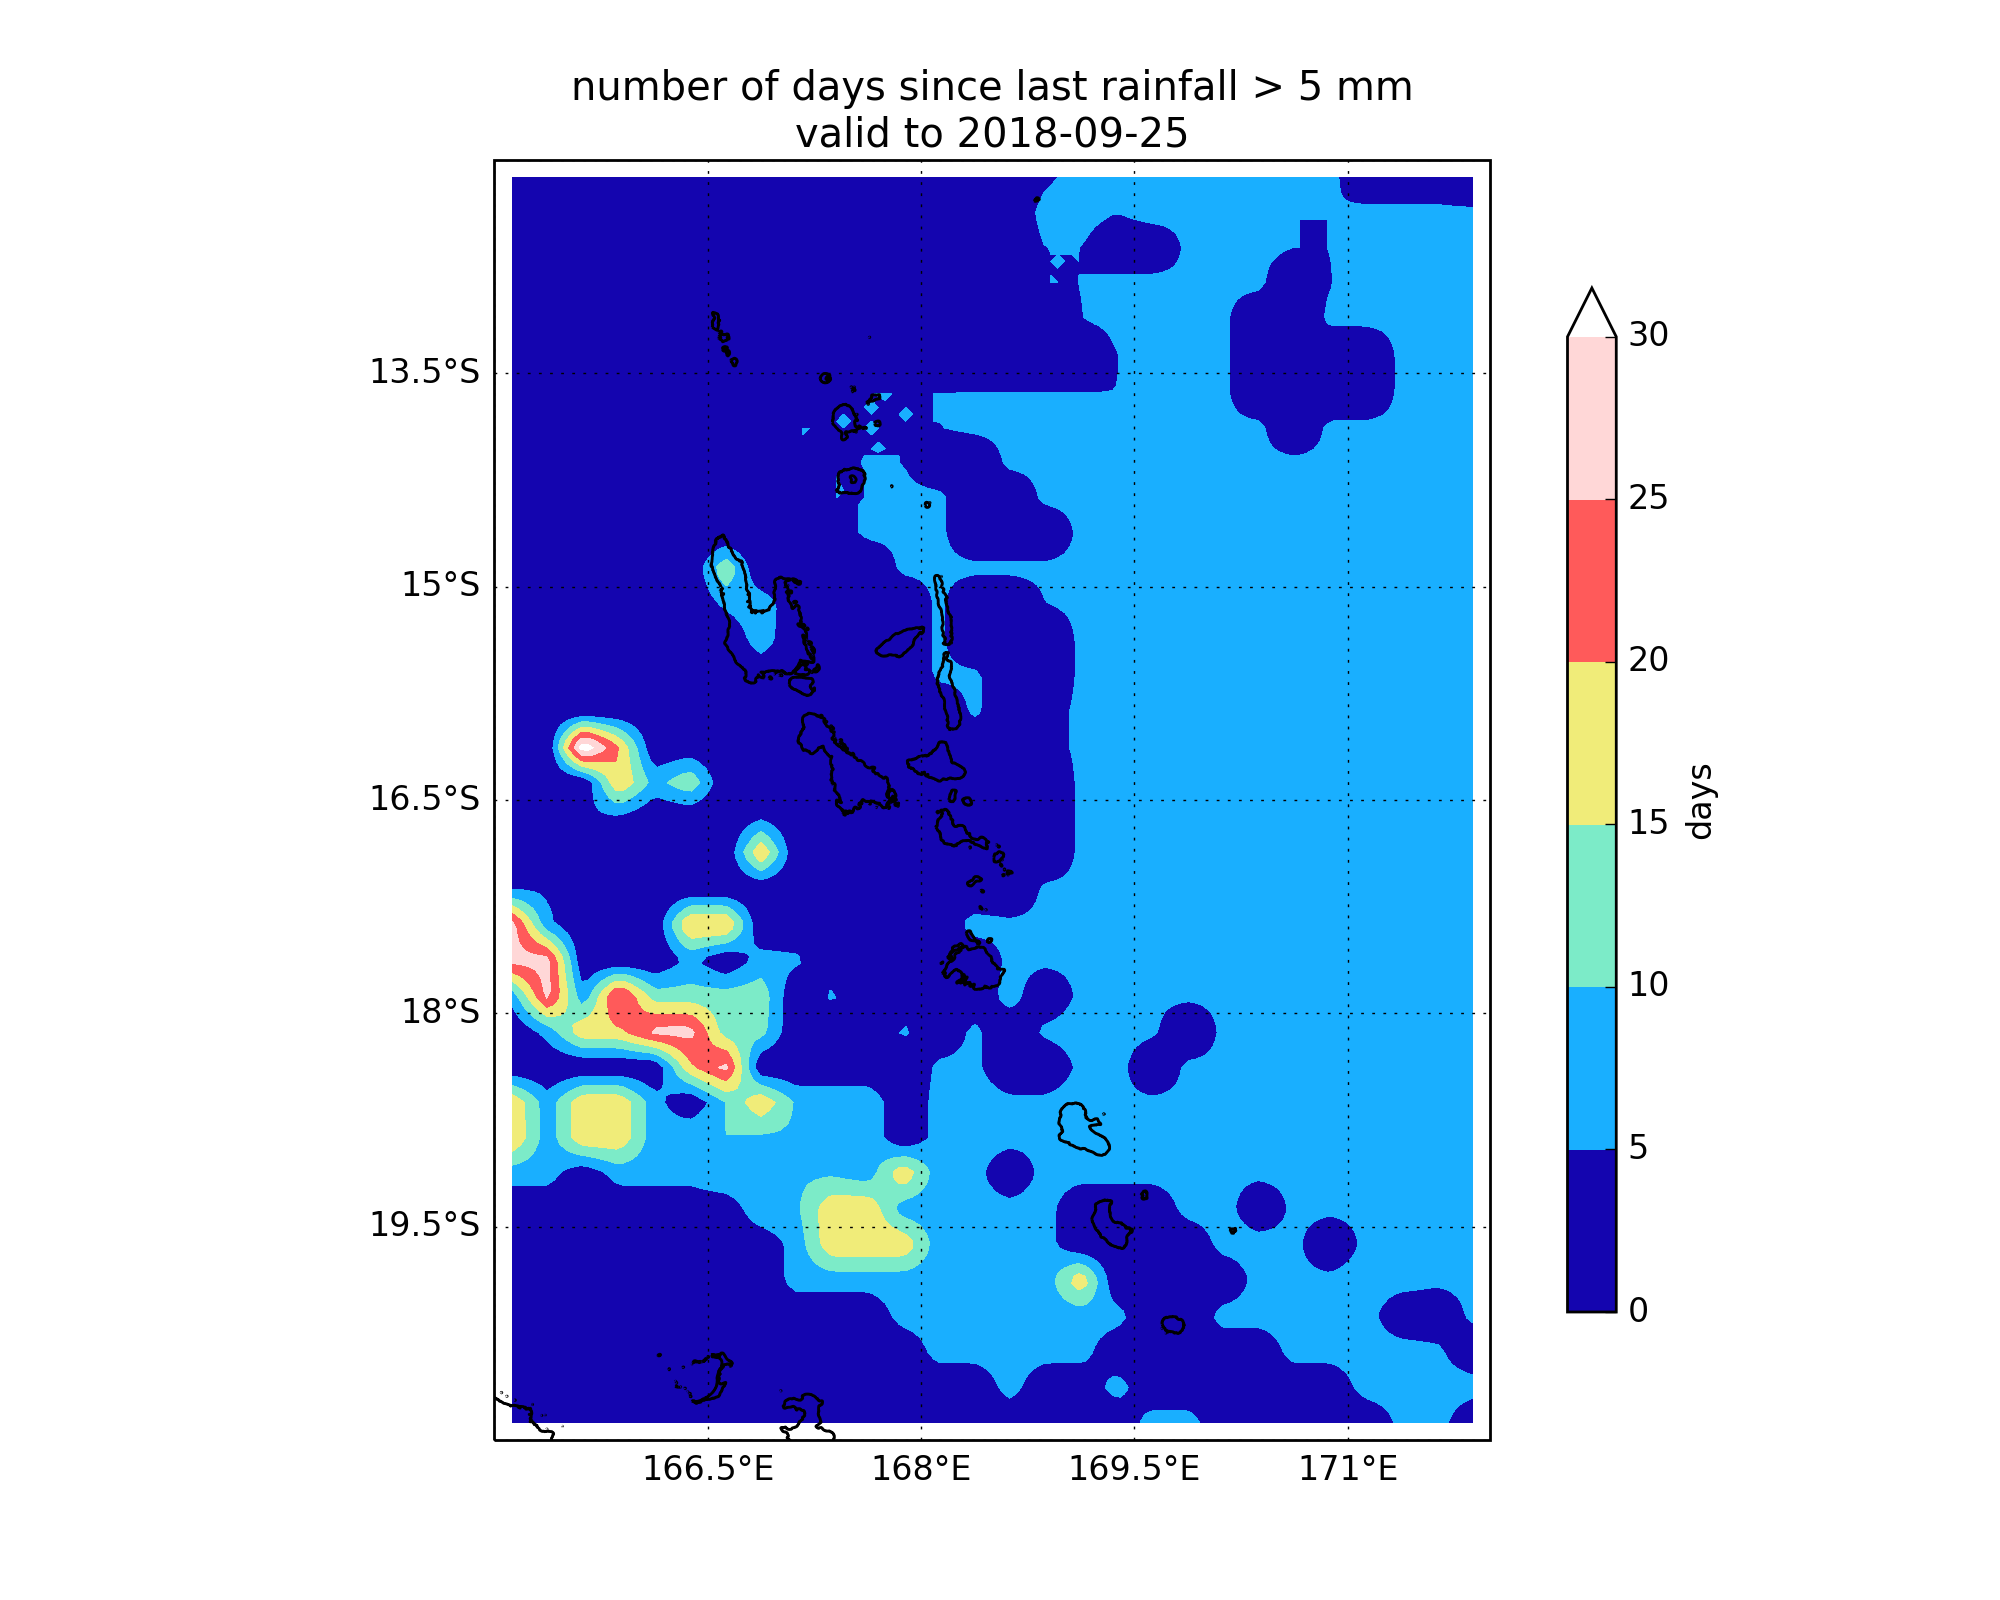 number of days since last rainfall > 5 mm
valid to 2018-09-25
13.5°S
15°S
16.5°S
18°S
19.5°S
166.5°E
168°E
169.5°E
171°E
30
25
20
15
10
5
0
days